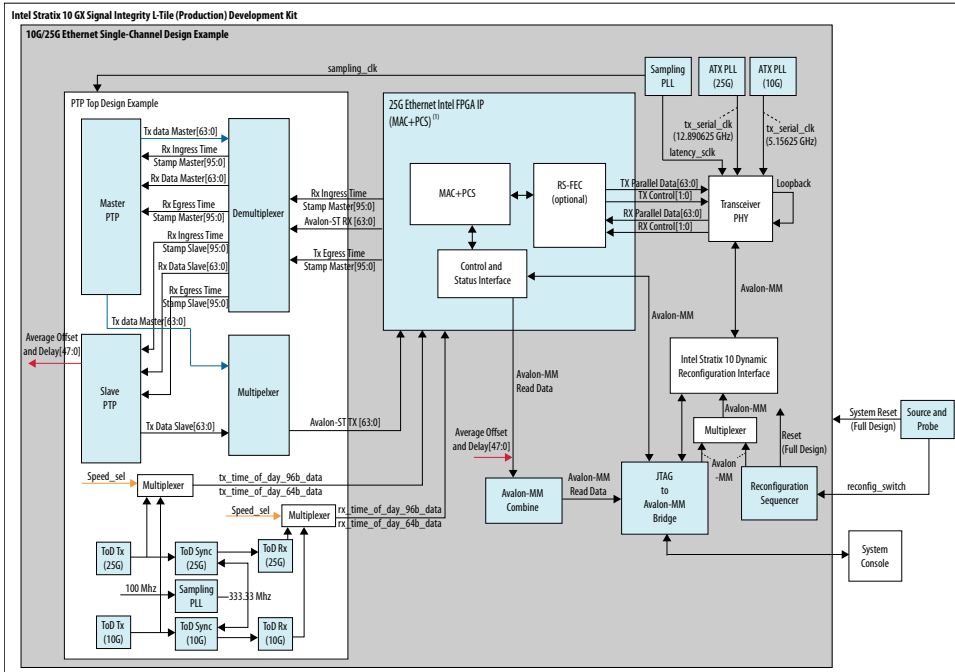 Intel Stratix 10 GX Signal Integrity L-Tile (Production) Development Kit
10G/25G Ethernet Single-Channel Design Example
sampling_clk
Sampling
PLL
ATX PLL
(25G)
ATX PLL
(10G)
tx_serial_clk
(12.890625 GHz)
tx_serial_clk
(5.15625 GHz)
latency_sclk
PTP Top Design Example
Tx data Master[63:0]
Rx Ingress Time
Stamp Master[95:0]
Rx Data Master[63:0]
Rx Egress Time
Stamp Master[95:0]
Rx Ingress Time
Stamp Slave[95:0]
Rx Data Slave[63:0]
Rx Egress Time
Stamp Slave[95:0]
Tx data Master[63:0]
Master
PTP
Demultiplexer
Average Offset
and Delay[47:0]
Slave
PTP
Multipelxer
Tx Data Slave[63:0]
Rx Ingress Time
Stamp Master[95:0]
Avalon-ST RX [63:0]
Tx Egress Time
Stamp Master[95:0]
Avalon-ST TX [63:0]
25G Ethernet Intel FPGA IP
(MAC+PCS) (1)
MAC+PCS
RS-FEC
(optional)
Control and
Status Interface
TX Parallel Data[63:0]
TX Control[1:0]
RX Parallel Data[63:0]
RX Control[1:0]
Transceiver
PHY
Loopback
Avalon-MM
Avalon-MM
Intel Stratix 10 Dynamic
Reconfiguration Interface
Avalon-MM
Read Data
Avalon-MM
Multiplexer
Reset
(Full Design)
System Reset
(Full Design)
Source and
Probe
Average Offset
and Delay[47:0]
Avalon
-MM
Avalon-MM
Combine
Avalon-MM
Read Data
JTAG
to
Avalon-MM
Bridge
Reconfiguration
Sequencer
reconfig_switch
System
Console
Speed_sel
Multiplexer
tx_time_of_day_96b_data
tx_time_of_day_64b_data
Speed_sel
Multiplexer
rx_time_of_day_96b_data
rx_time_of_day_64b_data
ToD Tx
(25G)
ToD Sync
(25G)
ToD Rx
(25G)
100 Mhz
Sampling
PLL
333.33 Mhz
ToD Tx
(10G)
ToD Sync
(10G)
ToD Rx
(10G)